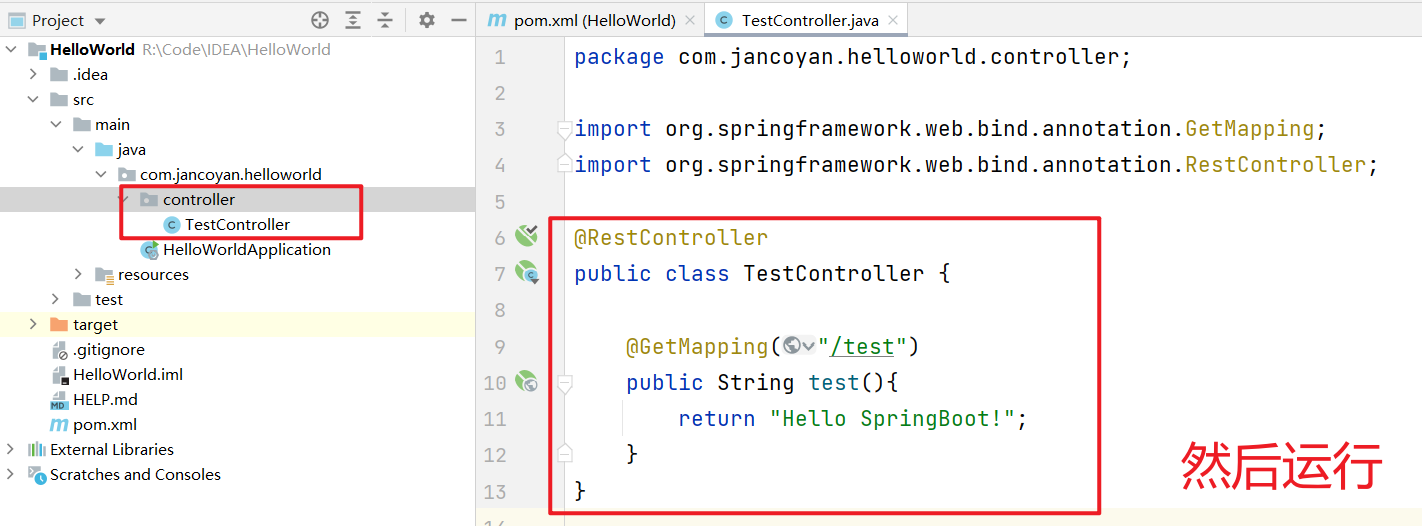 Project
HelloWorld R:\Code\IDEA\HelloWorld
.idea
src
main
java
com.jancoyan.helloworld
controller
TestController
HelloWorldApplication
resources
test
target
.gitignore
HelloWorld.iml
HELP.md
pom.xml
External Libraries
Scratches and Consoles
pom.xml (HelloWorld)
TestController.java
1 package com.jancoyan.helloworld.controller;
2
3 import org.springframework.web.bind.annotation.GetMapping;
4 import org.springframework.web.bind.annotation.RestController;
5
6 @RestController
7 public class TestController {
8
9 @GetMapping("/test")
10 public String test(){
11 return "Hello SpringBoot!";
12 }
13 }
然后运行